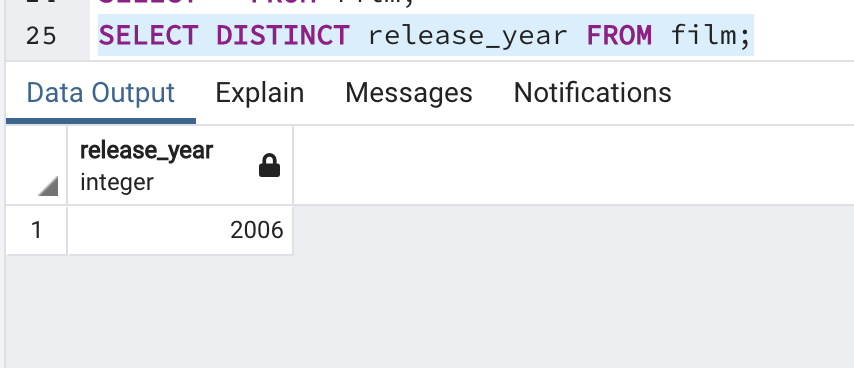 25 SELECT DISTINCT release_year FROM film;
Data Output Explain Messages Notifications
release_year
integer
1 2006